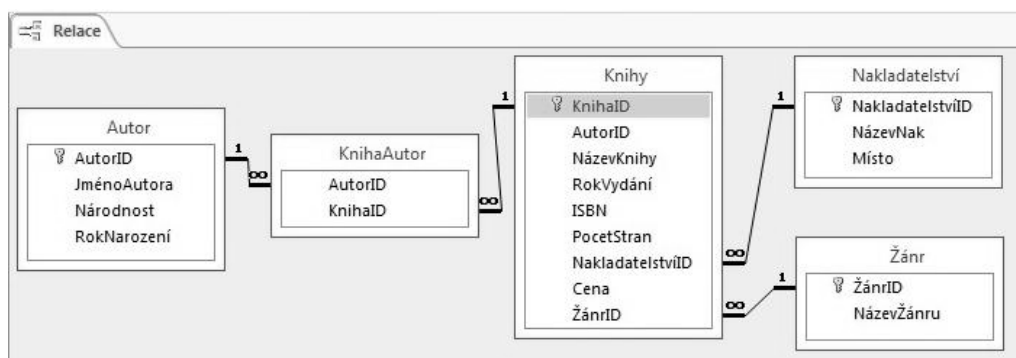 Relace
Autor
AutorID
JménoAutora
Národnost
RokNarození
1
∞
KnihaAutor
AutorID
KnihaID
∞
1
Knihy
KnihaID
AutorID
NázevKnihy
RokVydání
ISBN
PocetStran
NakladatelstvíID
Cena
ŽánrID
∞
1
∞
1
Nakladatelství
NakladatelstvíID
NázevNak
Místo
Žánr
ŽánrID
NázevŽánru